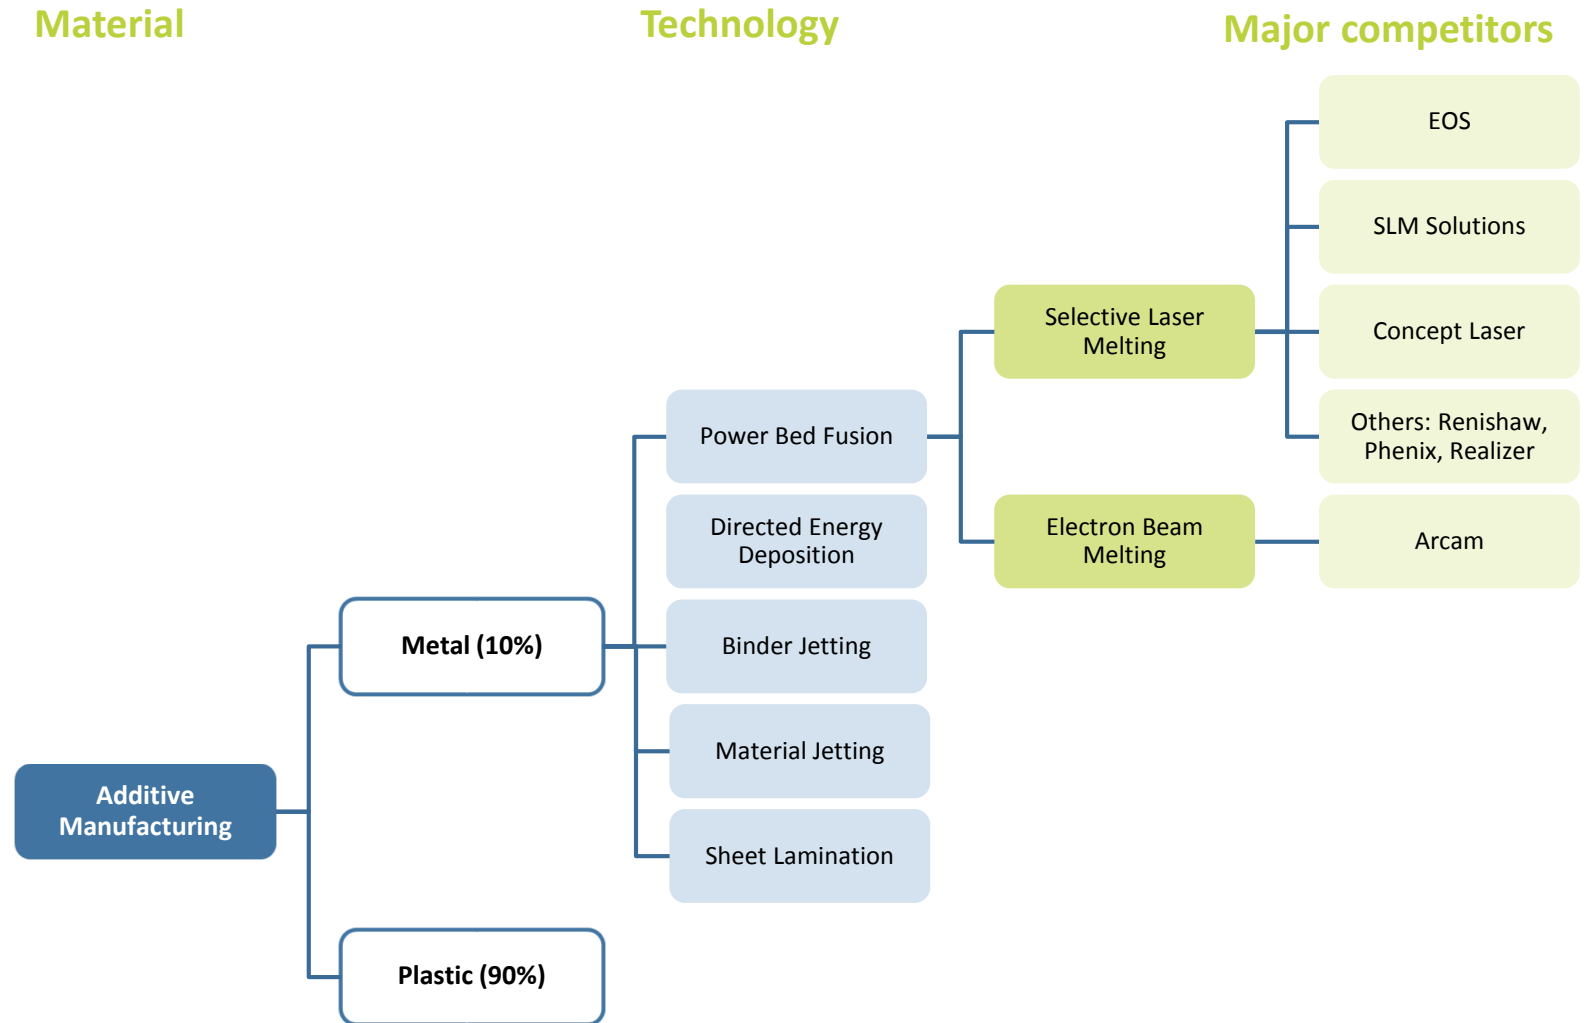 Material
Technology
Major competitors
EOS
SLM Solutions
Selective Laser
Melting
Concept Laser
Power Bed Fusion
Others: Renishaw,
Phenix, Realizer
Directed Energy
Deposition
Electron Beam
Melting
Arcam
Metal (10%)
Binder Jetting
Material Jetting
Additive
Manufacturing
Sheet Lamination
Plastic (90%)